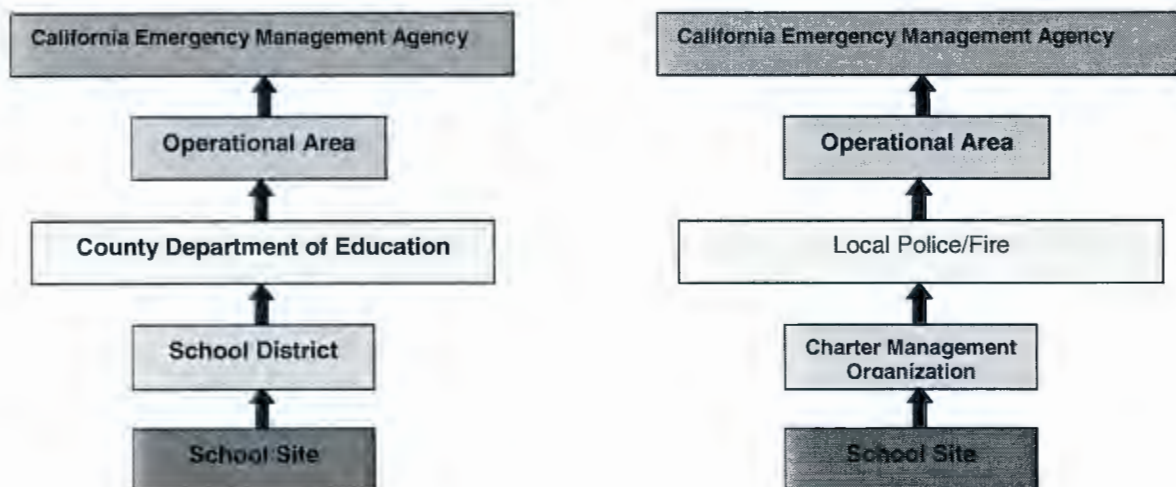 California Emergency Management Agency
Operational Area
County Department of Education
School District
School Site
California Emergency Management Agency
Operational Area
Local Police/Fire
Charter Management
Organization
School Site